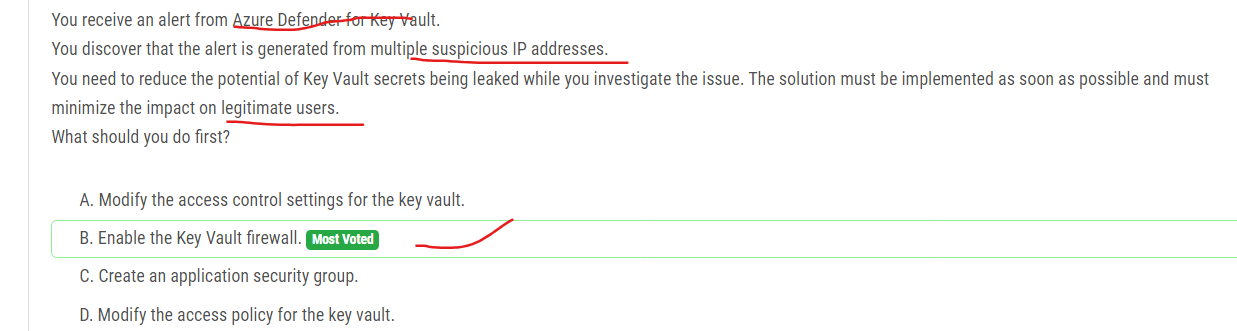 You receive an alert from Azure Defender for Key Vault.
You discover that the alert is generated from multiple suspicious IP addresses.
You need to reduce the potential of Key Vault secrets being leaked while you investigate the issue. The solution must be implemented as soon as possible and must
minimize the impact on legitimate users.
What should you do first?
A. Modify the access control settings for the key vault.
B. Enable the Key Vault firewall. Most Voted
C. Create an application security group.
D. Modify the access policy for the key vault.